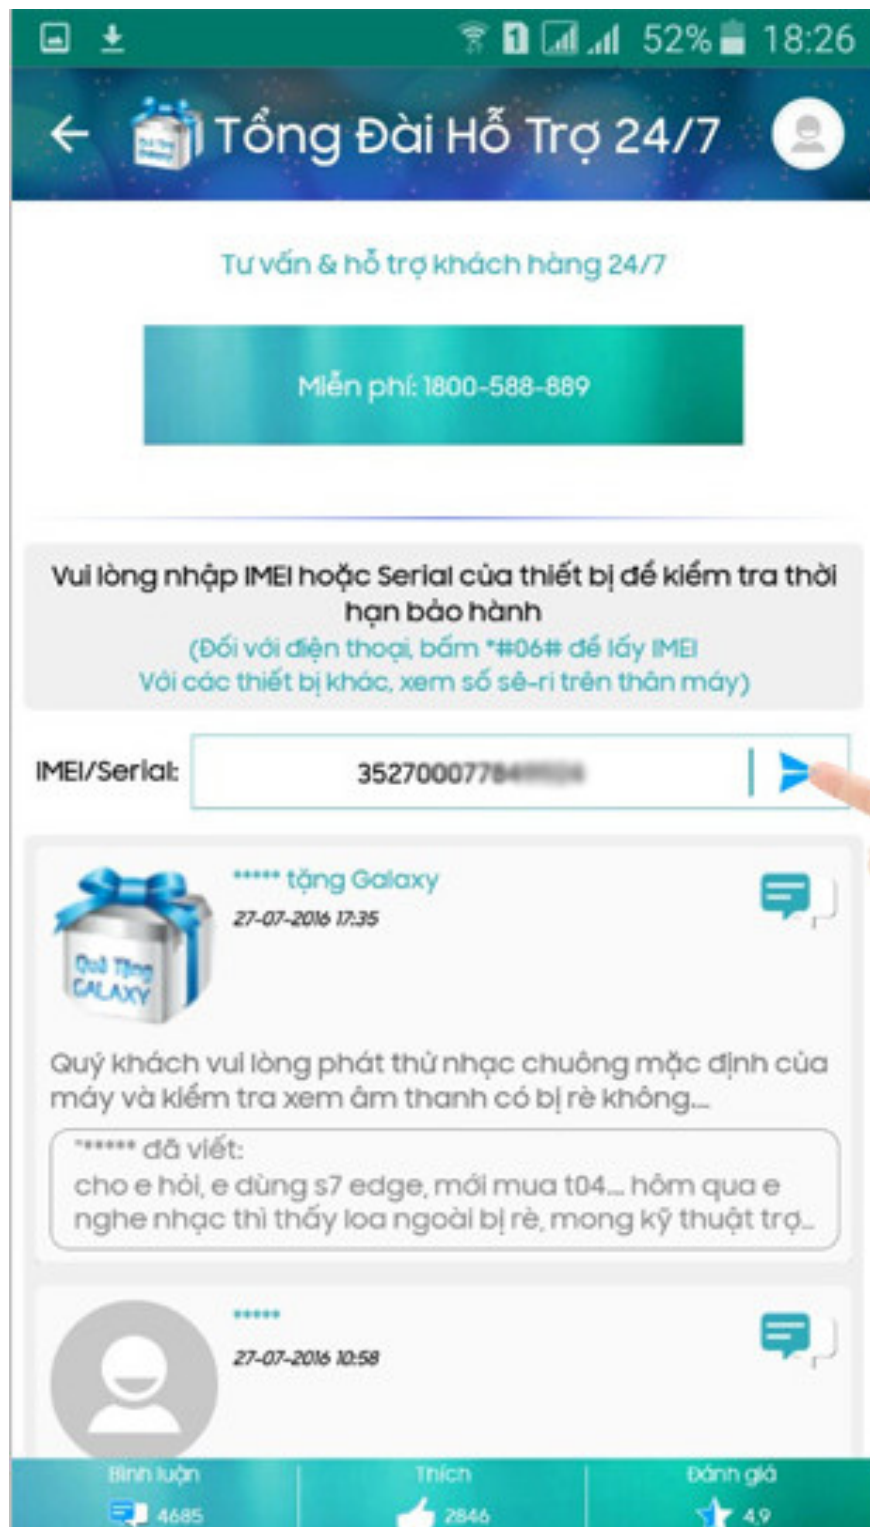 52% 18:26
Tổng Đài Hỗ Trợ 24/7
Tư vấn & hỗ trợ khách hàng 24/7
Miễn phí: 1800-588-889
Vui lòng nhập IMEI hoặc Serial của thiết bị để kiểm tra thời
hạn bảo hành
(Đối với điện thoại, bấm *#06# để lấy IMEI
Với các thiết bị khác, xem số sê-ri trên thân máy)
IMEI/Serial: 35270007784
***** tặng Galaxy
27-07-2016 17:35
Quà Tặng
GALAXY
Quý khách vui lòng phát thử nhạc chuông mặc định của
máy và kiểm tra xem âm thanh có bị rè không....
"***** đã viết:
cho e hỏi, e dùng s7 edge, mới mua t04... hôm qua e
nghe nhạc thì thấy loa ngoài bị rè, mong kỹ thuật trợ...
*****
27-07-2016 10:58
Bình luận Thích Đánh giá
4685 2846 4,9